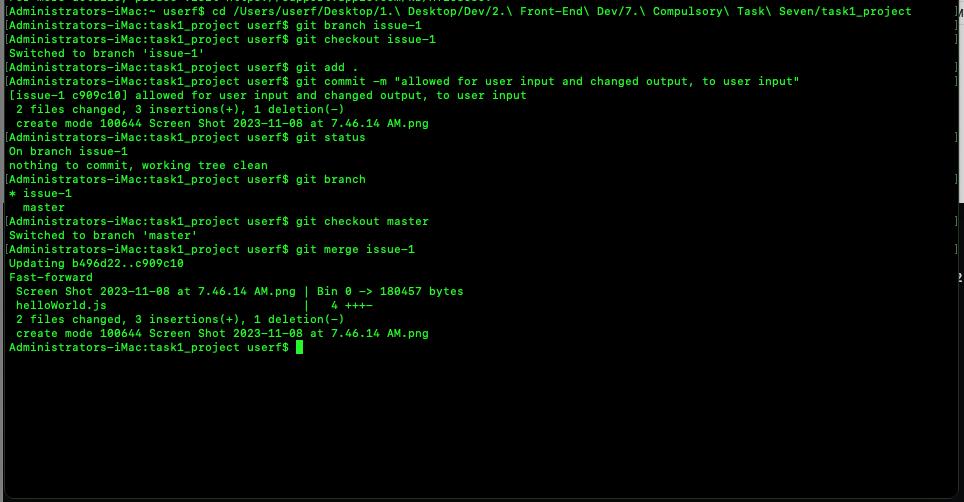 [Administrators-iMac:~ userf$ cd /Users/userf/Desktop/1.\ Desktop/Dev/2.\ Front-End\ Dev/7.\ Compulsory\ Task\ Seven/task1_project ]
[Administrators-iMac:task1_project userf$ git branch issue-1 ]
[Administrators-iMac:task1_project userf$ git checkout issue-1 ]
Switched to branch 'issue-1'
[Administrators-iMac:task1_project userf$ git add . ]
[Administrators-iMac:task1_project userf$ git commit -m "allowed for user input and changed output, to user input" ]
[issue-1 c909c10] allowed for user input and changed output, to user input
 2 files changed, 3 insertions(+), 1 deletion(-)
 create mode 100644 Screen Shot 2023-11-08 at 7.46.14 AM.png
[Administrators-iMac:task1_project userf$ git status ]
On branch issue-1
nothing to commit, working tree clean
[Administrators-iMac:task1_project userf$ git branch ]
* issue-1
  master
[Administrators-iMac:task1_project userf$ git checkout master ]
Switched to branch 'master'
[Administrators-iMac:task1_project userf$ git merge issue-1 ]
Updating b496d22..c909c10
Fast-forward
 Screen Shot 2023-11-08 at 7.46.14 AM.png | Bin 0 -> 180457 bytes
 helloWorld.js                            |   4 +++-
 2 files changed, 3 insertions(+), 1 deletion(-)
 create mode 100644 Screen Shot 2023-11-08 at 7.46.14 AM.png
Administrators-iMac:task1_project userf$